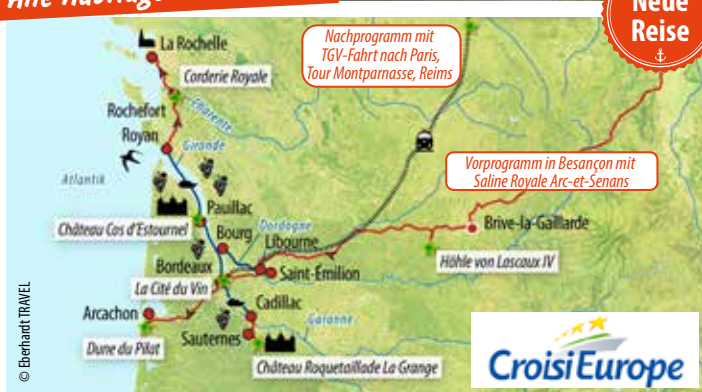 Alle Ausflüge
Neue
Reise
Nachprogramm mit
TGV-Fahrt nach Paris,
Tour Montparnasse, Reims
La Rochelle
Corderie Royale
Rochefort
Charente
Royan
Gironde
Vorprogramm in Besançon mit
Saline Royale Arc-et-Senans
Atlantik
Pauillac
Château Cos d'Estournel
Bourg
Dordogne
Libourne
Brive-la-Gaillarde
Höhle von Lascaux IV
Bordeaux
Saint-Emilion
La Cité du Vin
Cadillac
Arcachon
Garonne
Sauternes
Dune du Pilat
Château Roquetaillade La Grange
CroisiEurope
© Eberhardt TRAVEL